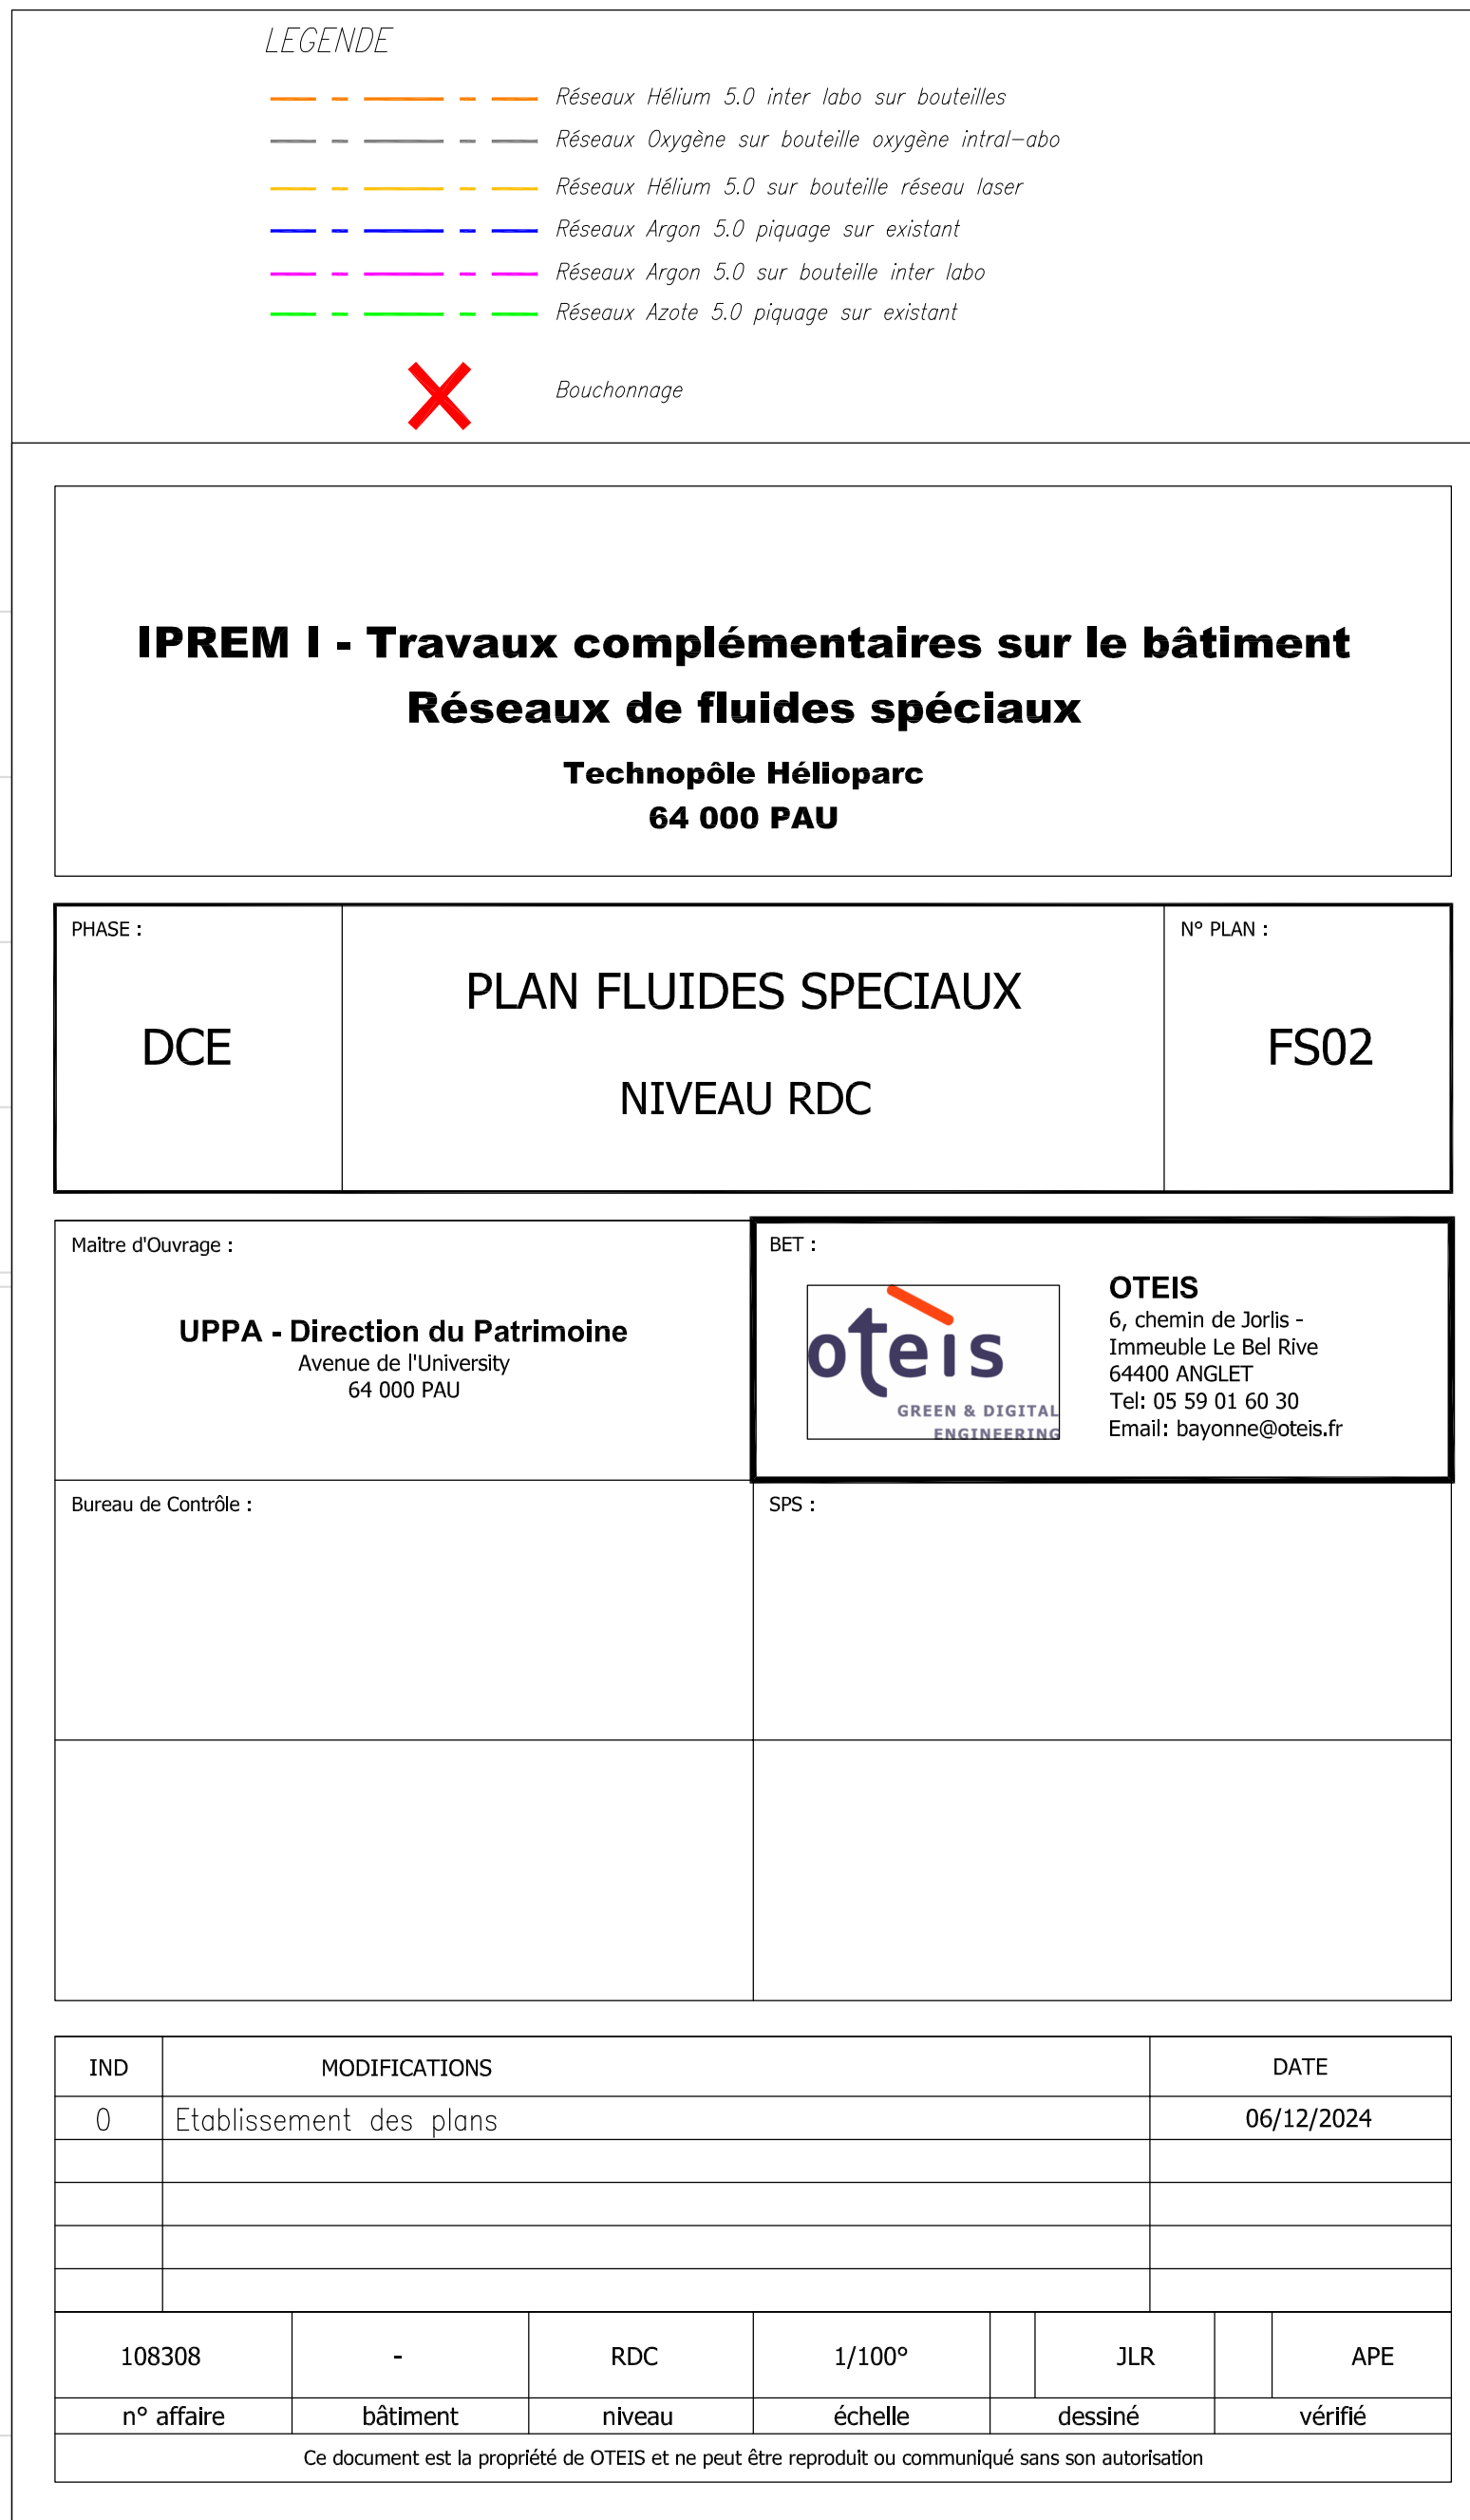 LEGENDE
Réseaux Hélium 5.0 inter labo sur bouteilles
Réseaux Oxygène sur bouteille oxygène intral-abo
Réseaux Hélium 5.0 sur bouteille réseau laser
Réseaux Argon 5.0 piquage sur existant
Réseaux Argon 5.0 sur bouteille inter labo
Réseaux Azote 5.0 piquage sur existant
Bouchonnage
IPREM I - Travaux complémentaires sur le bâtiment
Réseaux de fluides spéciaux
Technopôle Hélioparc
64 000 PAU
PHASE :
DCE
PLAN FLUIDES SPECIAUX
NIVEAU RDC
N° PLAN :
FS02
Maitre d'Ouvrage :
UPPA - Direction du Patrimoine
Avenue de l'University
64 000 PAU
BET :
oteis
GREEN & DIGITAL
ENGINEERING
OTEIS
6, chemin de Jorlis -
Immeuble Le Bel Rive
64400 ANGLET
Tel: 05 59 01 60 30
Email: bayonne@oteis.fr
Bureau de Contrôle :
SPS :
IND MODIFICATIONS DATE
0 Etablissement des plans 06/12/2024
108308 - RDC 1/100° JLR APE
n° affaire bâtiment niveau échelle dessiné vérifié
Ce document est la propriété de OTEIS et ne peut être reproduit ou communiqué sans son autorisation